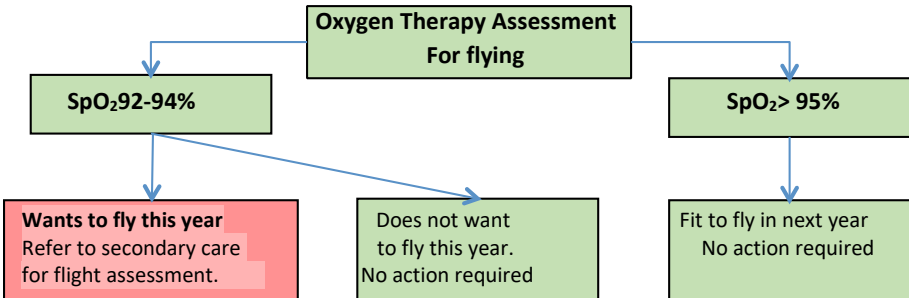 Oxygen Therapy Assessment
For flying
SpO₂92-94%
SpO₂> 95%
Wants to fly this year
Refer to secondary care
for flight assessment.
Does not want
to fly this year.
No action required
Fit to fly in next year
No action required